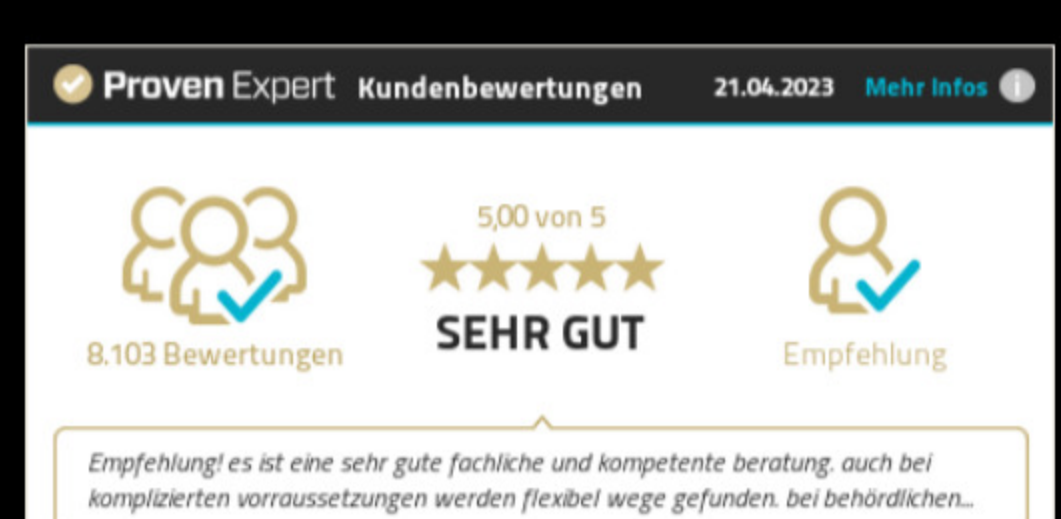 Proven Expert Kundenbewertungen 21.04.2023 Mehr Infos i
5,00 von 5
SEHR GUT
8.103 Bewertungen
Empfehlung
Empfehlung! es ist eine sehr gute fachliche und kompetente beratung. auch bei
komplizierten vorraussetzungen werden flexibel wege gefunden. bei behördlichen...